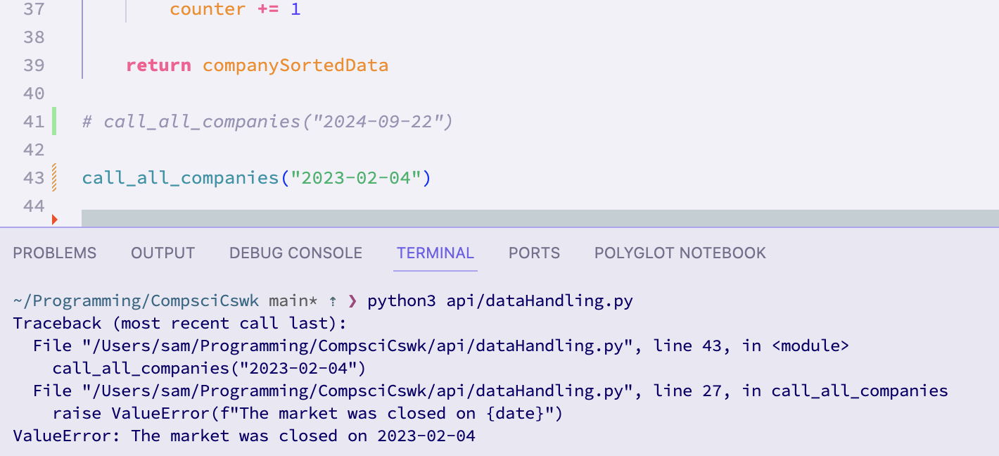 37 counter += 1
38
39 return companySortedData
40
41 # call_all_companies("2024-09-22")
42
43 call_all_companies("2023-02-04")
44
PROBLEMS OUTPUT DEBUG CONSOLE TERMINAL PORTS POLYGLOT NOTEBOOK
~/Programming/CompsciCswk main* ⇡ ❯ python3 api/dataHandling.py
Traceback (most recent call last):
  File "/Users/sam/Programming/CompsciCswk/api/dataHandling.py", line 43, in <module>
    call_all_companies("2023-02-04")
  File "/Users/sam/Programming/CompsciCswk/api/dataHandling.py", line 27, in call_all_companies
    raise ValueError(f"The market was closed on {date}")
ValueError: The market was closed on 2023-02-04